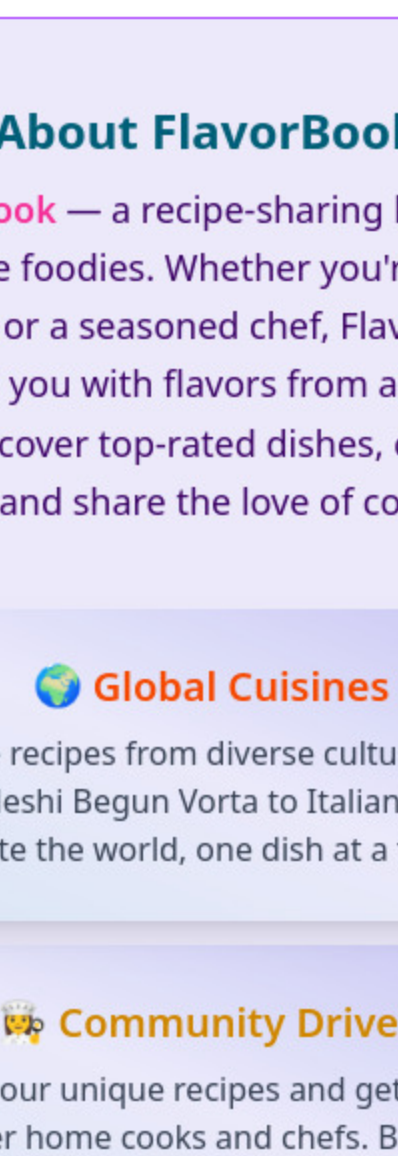 About FlavorBook
ook — a recipe-sharing
e foodies. Whether you'r
or a seasoned chef, Flav
you with flavors from a
cover top-rated dishes,
and share the love of co
🌍 Global Cuisines
recipes from diverse cultu
deshi Begun Vorta to Italian
te the world, one dish at a
👩‍🍳 Community Drive
our unique recipes and get
er home cooks and chefs. B